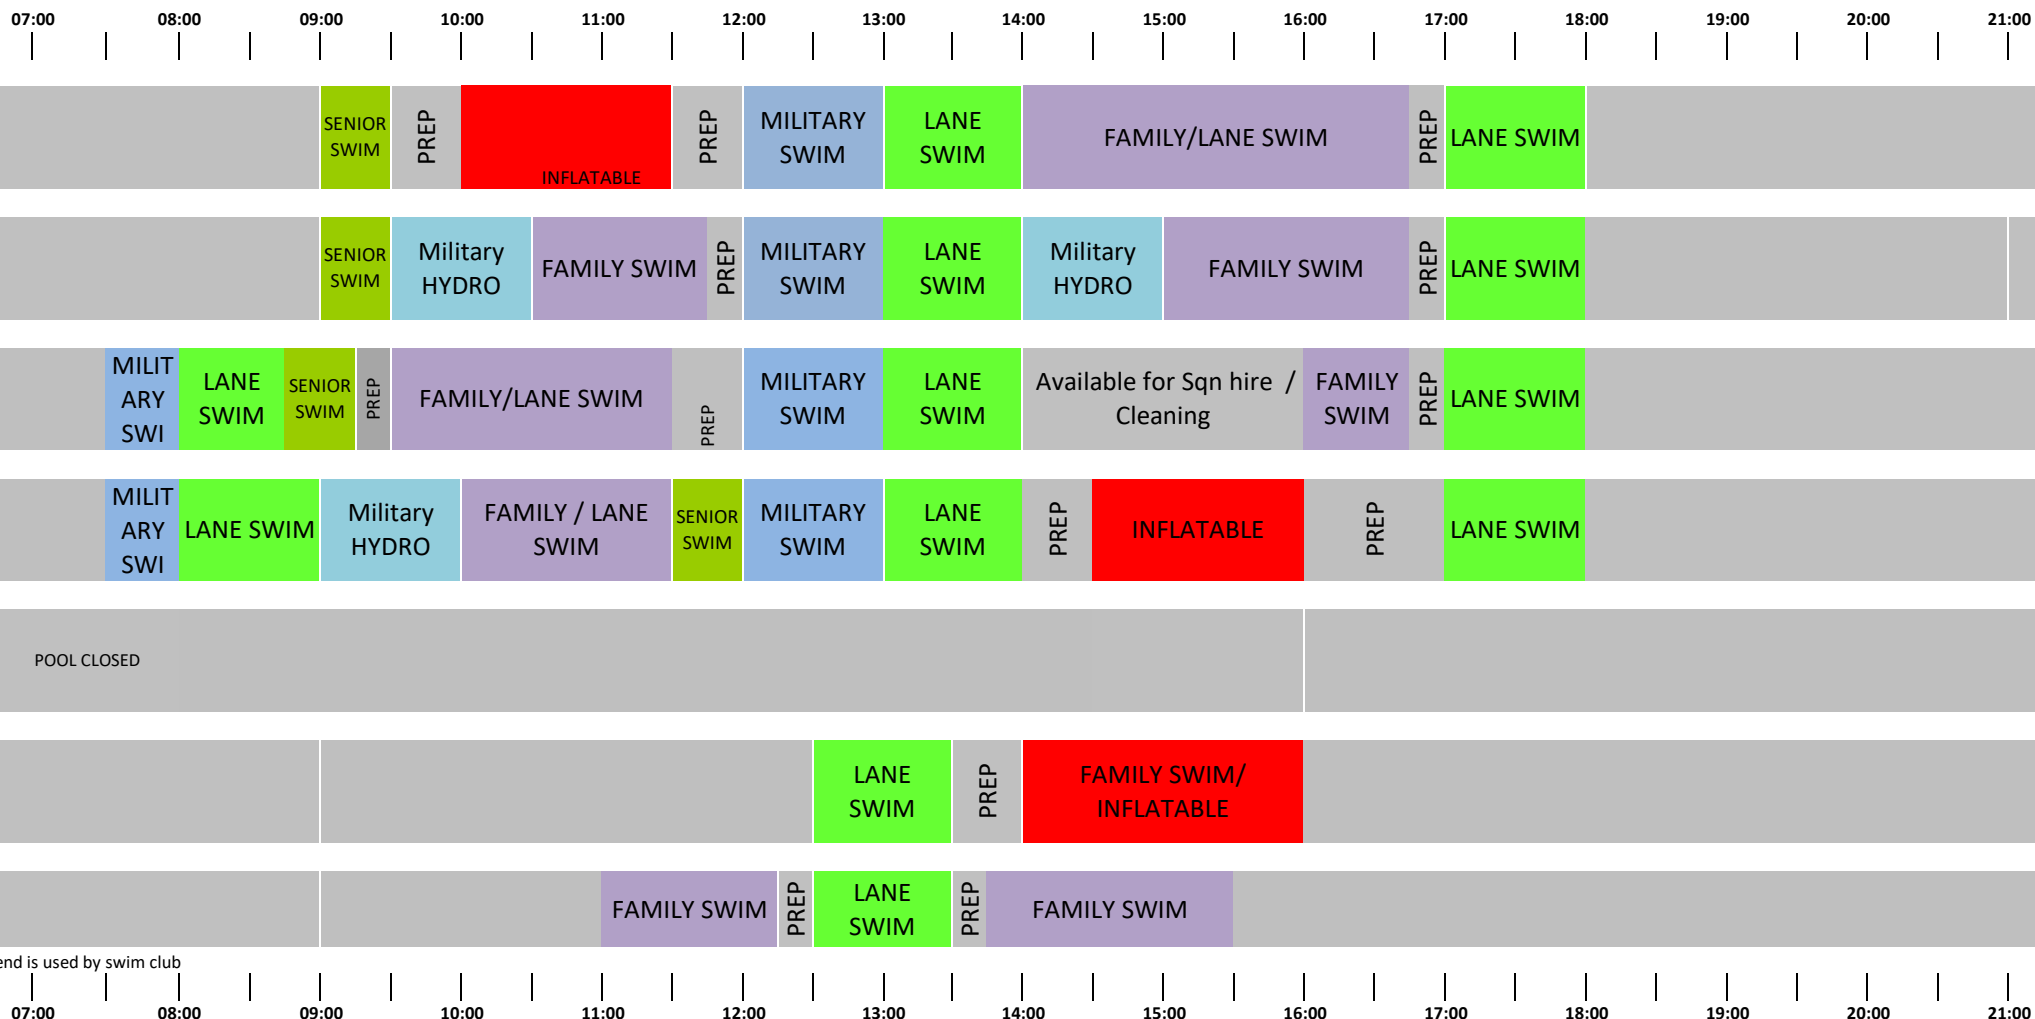 07:00 08:00 09:00 10:00 11:00 12:00 13:00 14:00 15:00 16:00 17:00 18:00 19:00 20:00 21:00
SENIOR
SWIM
PREP
INFLATABLE
PREP
MILITARY
SWIM
LANE
SWIM
FAMILY/LANE SWIM
PREP
LANE SWIM
SENIOR
SWIM
Military
HYDRO
FAMILY SWIM
PREP
MILITARY
SWIM
LANE
SWIM
Military
HYDRO
FAMILY SWIM
PREP
LANE SWIM
MILIT
ARY
SWI
LANE
SWIM
SENIOR
SWIM
PREP
FAMILY/LANE SWIM
PREP
MILITARY
SWIM
LANE
SWIM
Available for Sqn hire /
Cleaning
FAMILY
SWIM
PREP
LANE SWIM
MILIT
ARY
SWI
LANE SWIM
Military
HYDRO
FAMILY / LANE
SWIM
SENIOR
SWIM
MILITARY
SWIM
LANE
SWIM
PREP
INFLATABLE
PREP
LANE SWIM
POOL CLOSED
LANE
SWIM
PREP
FAMILY SWIM/
INFLATABLE
FAMILY SWIM
PREP
LANE
SWIM
PREP
FAMILY SWIM
end is used by swim club
07:00 08:00 09:00 10:00 11:00 12:00 13:00 14:00 15:00 16:00 17:00 18:00 19:00 20:00 21:00